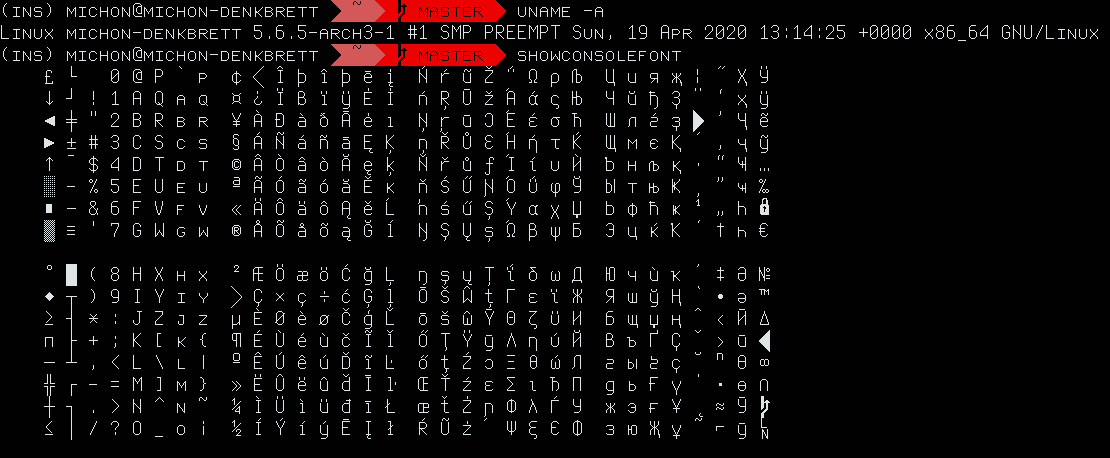 (ins) michon@michon-denkbrett ~ master uname -a
Linux michon-denkbrett 5.6.5-arch3-1 #1 SMP PREEMPT Sun, 19 Apr 2020 13:14:25 +0000 x86_64 GNU/Linux
(ins) michon@michon-denkbrett ~ master showconsolefont
£ └ 0 @ P ` p ¢ Î þ î þ ē į Ń ŕ ũ Ž Ω ρ Ц и я җ ¦ ‘ Ҳ ӱ
↓ ┘ ! 1 A Q a q ¤ ¿ Ï ß ï ÿ Ė Í ń Ŗ Ū ž Ά ά ς Њ Ч й ђ Ҙ ¨ ‘ ҳ ÿ
◄ ╪ " 2 B R b r ¥ À Ð à ð Ā ė ı Ņ ŗ ū Έ έ σ ћ Ш л ѓ ҙ ’ Ҷ
► ± # 3 C S c s § Á Ñ á ñ ā Ę Ķ ņ Ř Ů Ή η τ Ќ Щ м є Қ ‚ ҷ ў
↑ ¯ $ 4 D T d t © Â Ò â ò Ă ę ķ Ň ř ů ƒ Ί ί υ Й Ъ н љ қ “ Ҹ …
▒ - % 5 E U e u ª Ã Ó ã ó ă Ě ĸ ň Ś Ű Ό Ű φ Ў Ы т њ Ҝ ” ҹ ‰
∎ – & 6 F V f v « Ä Ô ä ô Ą ě Ĺ ŉ ś ű Ş Ύ α χ Џ Ь ф ћ ĸ „ һ
▓ ≡ ' 7 G W g w ® Å Õ å õ ą Ğ Í Ŋ Ş Ų ş Ώ β ψ Б Э ц ќ Ҟ † һ €
° █ ( 8 H X h x ² Æ Ö æ ö Ć ğ Ļ ŋ ş ų Ț ΐ δ ω Д Ю ч ѝ ‡ Ə №
◆ ┬ ) 9 I Y i y Ç × ç ÷ ć Ģ ļ Ō Š Ŵ ț Γ ε ї Ж Я ш ў Ң • ə ™
≥ ┤ * : J Z j z µ È Ø è ø Č ģ Ľ ō š ŵ Ÿ Θ ζ Ü И б щ џ ң ‹ Й ∆
п ├ + ; K [ k { ¶ É Ù é ù č Ĩ Ő Ţ Ŷ ÿ Λ η ύ Й В ъ Ґ Ҫ › ū ◄
─ ┴ , < L \ l | º Ê Ú ê ú Ď ĩ Ŀ ő ţ Ź Ξ θ ώ Л г ы ґ ҫ ˘ Ө ∞
╬ ┌ - = M ] m } » Ë Û ë û ď Ī ŀ Œ Ť ź ε Σ ι ђ П д ь Ғ · ө ∩
┼ ┐ . > N ^ n ~ ¼ Ì Ü ì ü đ ī Ł œ ť Ż η Φ λ Ѓ У ж э ғ Ұ ≈ Ў
≤ │ / ? O _ o ¡ ½ Í Ý í ý Ē Į ł Ŕ Ũ ż ΄ Ψ ξ Є Ф з ю Җ ұ ⌐ ў Ñ